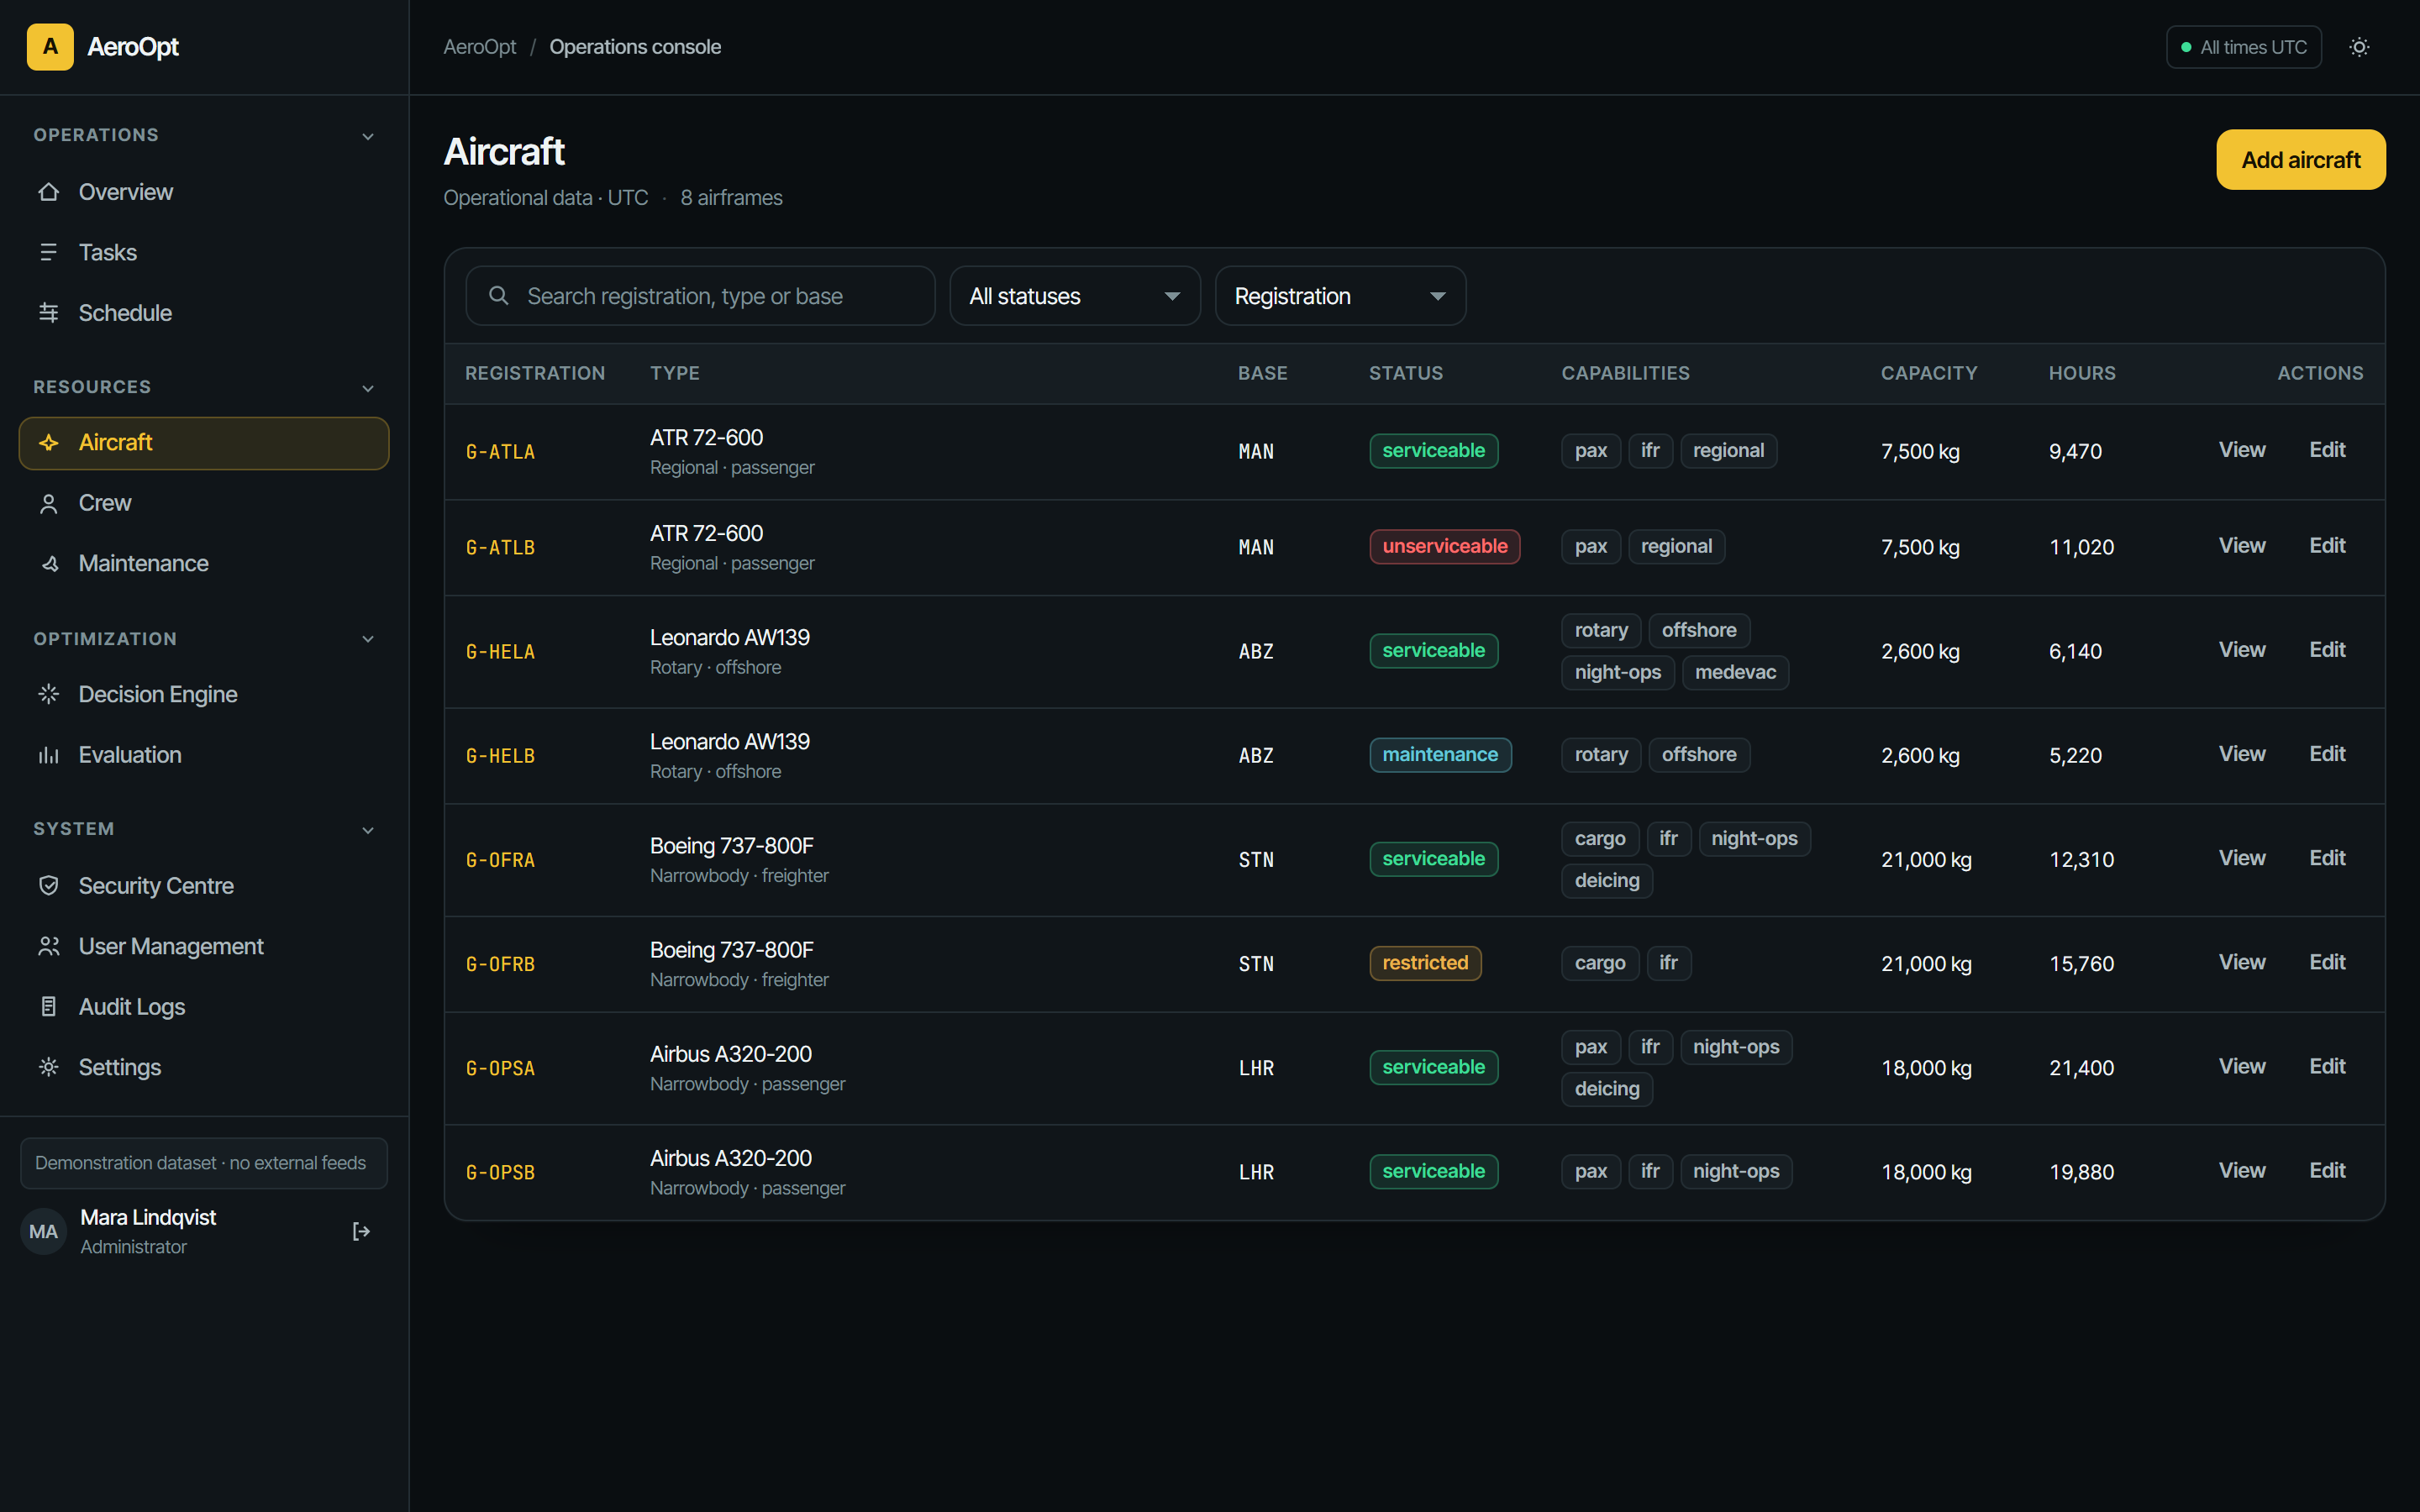 A AeroOpt
AeroOpt / Operations console
All times UTC
OPERATIONS
Overview
Tasks
Schedule
RESOURCES
Aircraft
Crew
Maintenance
OPTIMIZATION
Decision Engine
Evaluation
SYSTEM
Security Centre
User Management
Audit Logs
Settings
Demonstration dataset · no external feeds
MA
Mara Lindqvist
Administrator
Aircraft
Operational data · UTC · 8 airframes
Add aircraft
Search registration, type or base
All statuses
Registration
REGISTRATION TYPE BASE STATUS CAPABILITIES CAPACITY HOURS ACTIONS
G-ATLA ATR 72-600 MAN serviceable pax ifr regional 7,500 kg 9,470 View Edit
Regional · passenger
G-ATLB ATR 72-600 MAN unserviceable pax regional 7,500 kg 11,020 View Edit
Regional · passenger
G-HELA Leonardo AW139 ABZ serviceable rotary offshore 2,600 kg 6,140 View Edit
Rotary · offshore night-ops medevac
G-HELB Leonardo AW139 ABZ maintenance rotary offshore 2,600 kg 5,220 View Edit
Rotary · offshore
G-OFRA Boeing 737-800F STN serviceable cargo ifr night-ops 21,000 kg 12,310 View Edit
Narrowbody · freighter deicing
G-OFRB Boeing 737-800F STN restricted cargo ifr 21,000 kg 15,760 View Edit
Narrowbody · freighter
G-OPSA Airbus A320-200 LHR serviceable pax ifr night-ops 18,000 kg 21,400 View Edit
Narrowbody · passenger deicing
G-OPSB Airbus A320-200 LHR serviceable pax ifr night-ops 18,000 kg 19,880 View Edit
Narrowbody · passenger